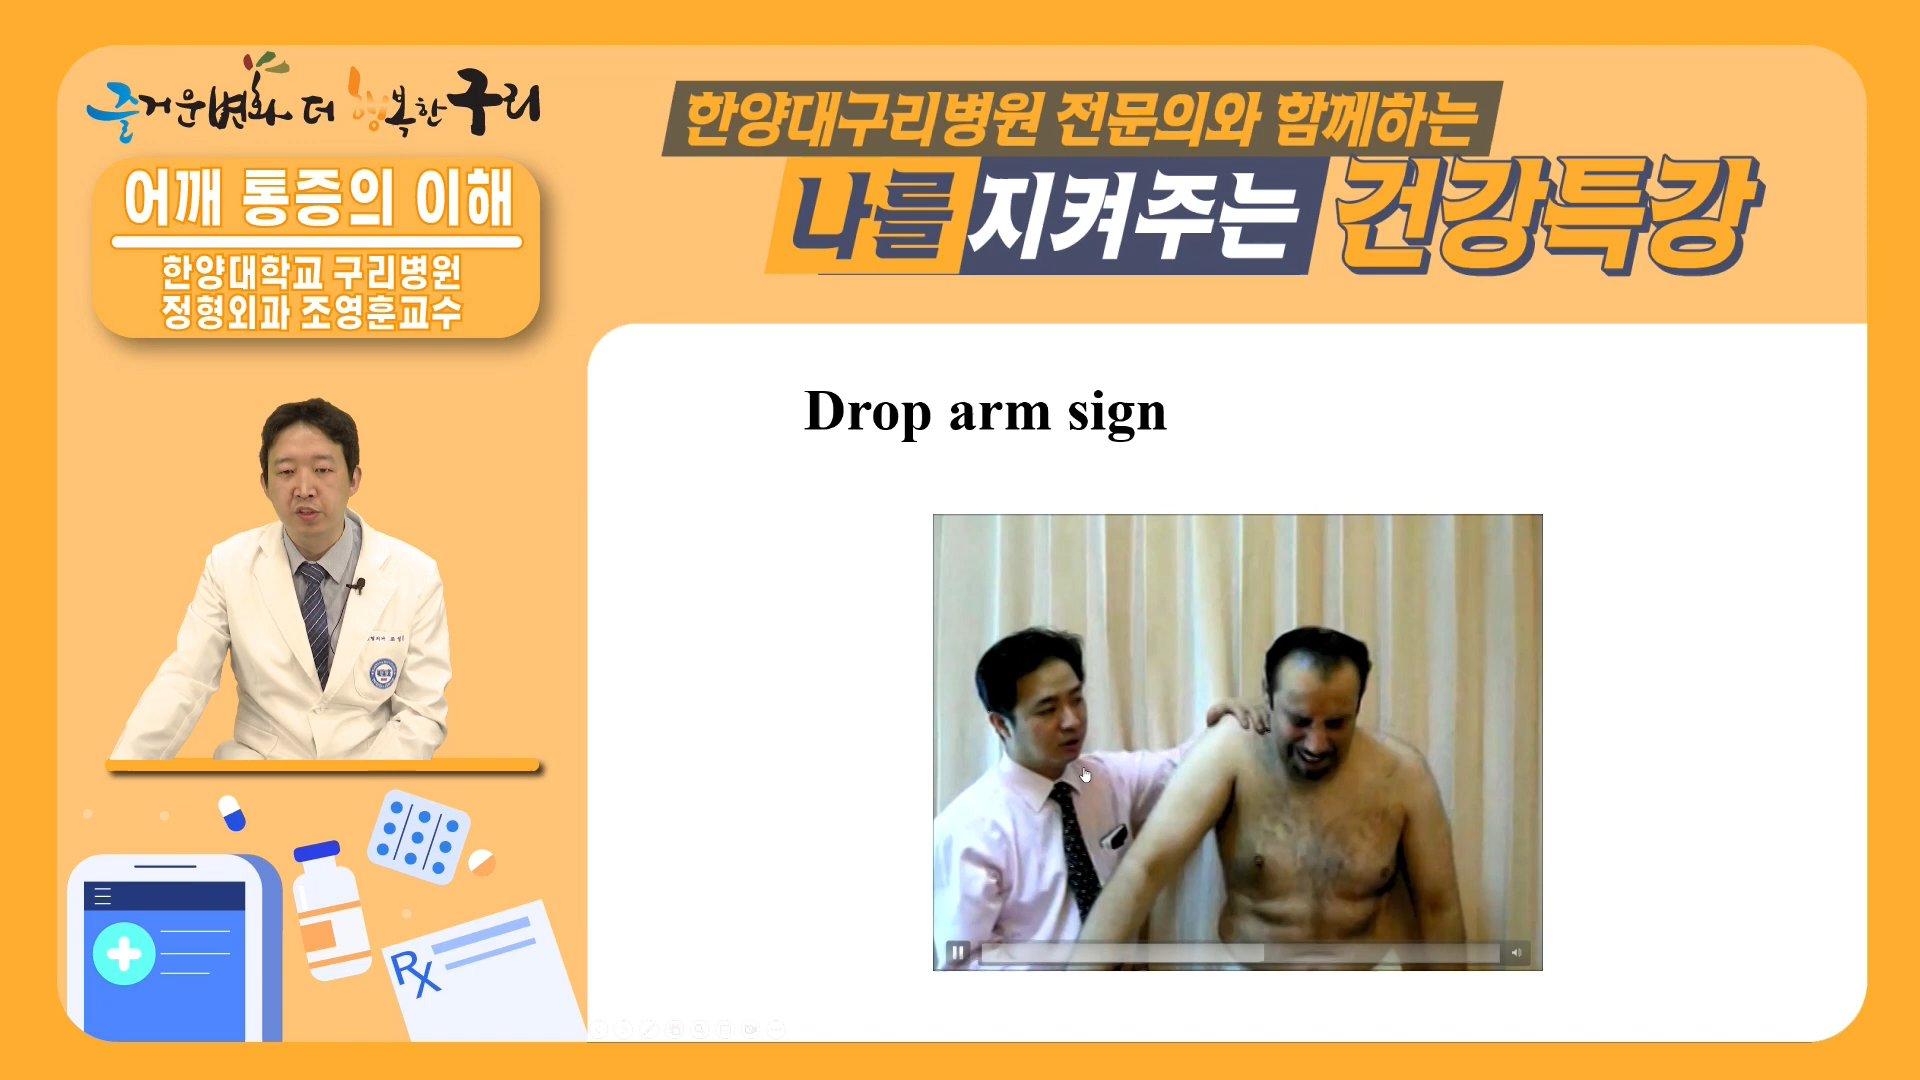 즐거운변화 더 행복한구리
어깨 통증의 이해
한양대학교 구리병원
정형외과 조영훈교수
한양대구리병원 전문의와 함께하는
나를지켜주는 건강특강
Drop arm sign
Rx